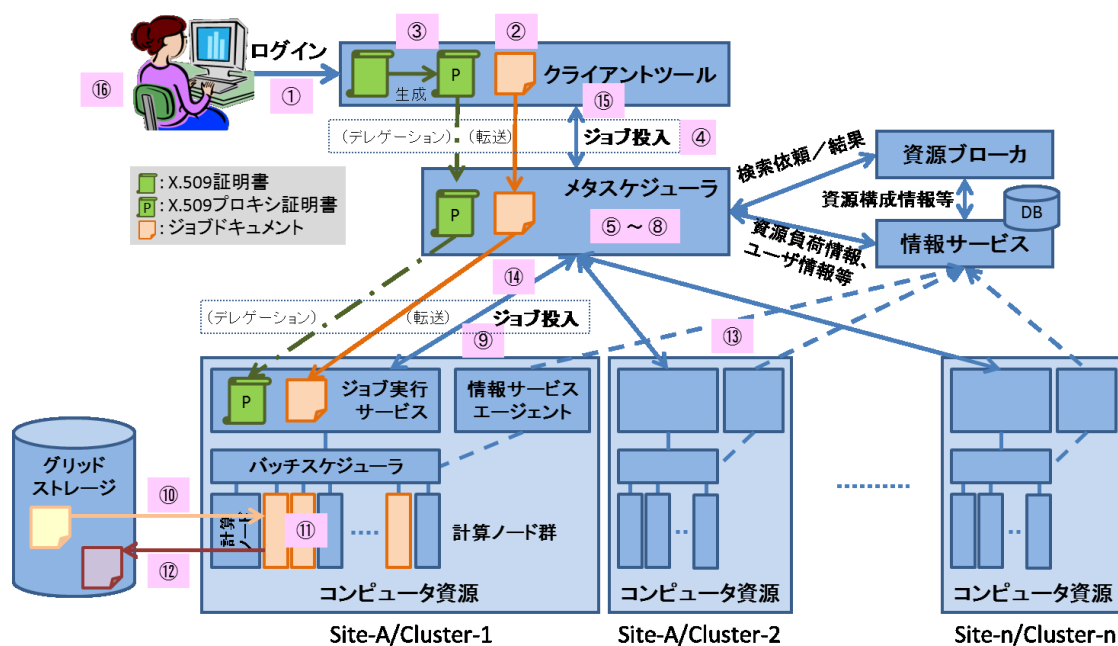 ③
②
ログイン
クライアントツール
P
生成
⑯
①
⑮
(デレゲーション)
(転送)
ジョブ投入
④
検索依頼/結果
資源ブローカ
: X.509証明書
P
: X.509プロキシ証明書
: ジョブドキュメント
メタスケジューラ
P
⑤ ~ ⑧
資源構成情報等
DB
情報サービス
資源負荷情報、
ユーザ情報等
⑭
(デレゲーション)
(転送)
ジョブ投入
⑨
⑬
P
ジョブ実行
サービス
情報サービス
エージェント
グリッド
ストレージ
バッチスケジューラ
⑩
計算
ノード
⑪
計算ノード群
⑫
コンピュータ資源
コンピュータ資源
コンピュータ資源
Site-A/Cluster-1
Site-A/Cluster-2
Site-n/Cluster-n